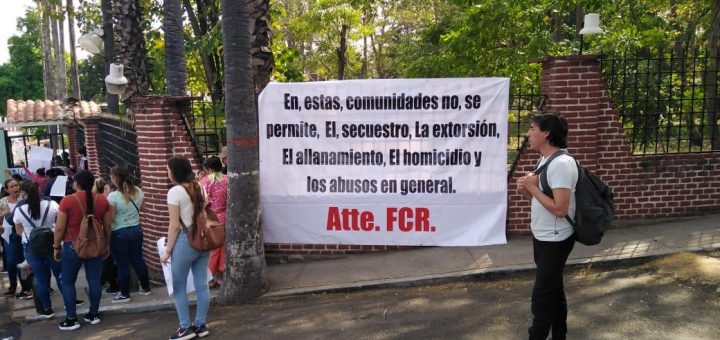 En, estas, comunidades no, se
permite, El, secuestro, La extorsión,
El allanamiento, El homicidio y
los abusos en general.
Atte. FCR.